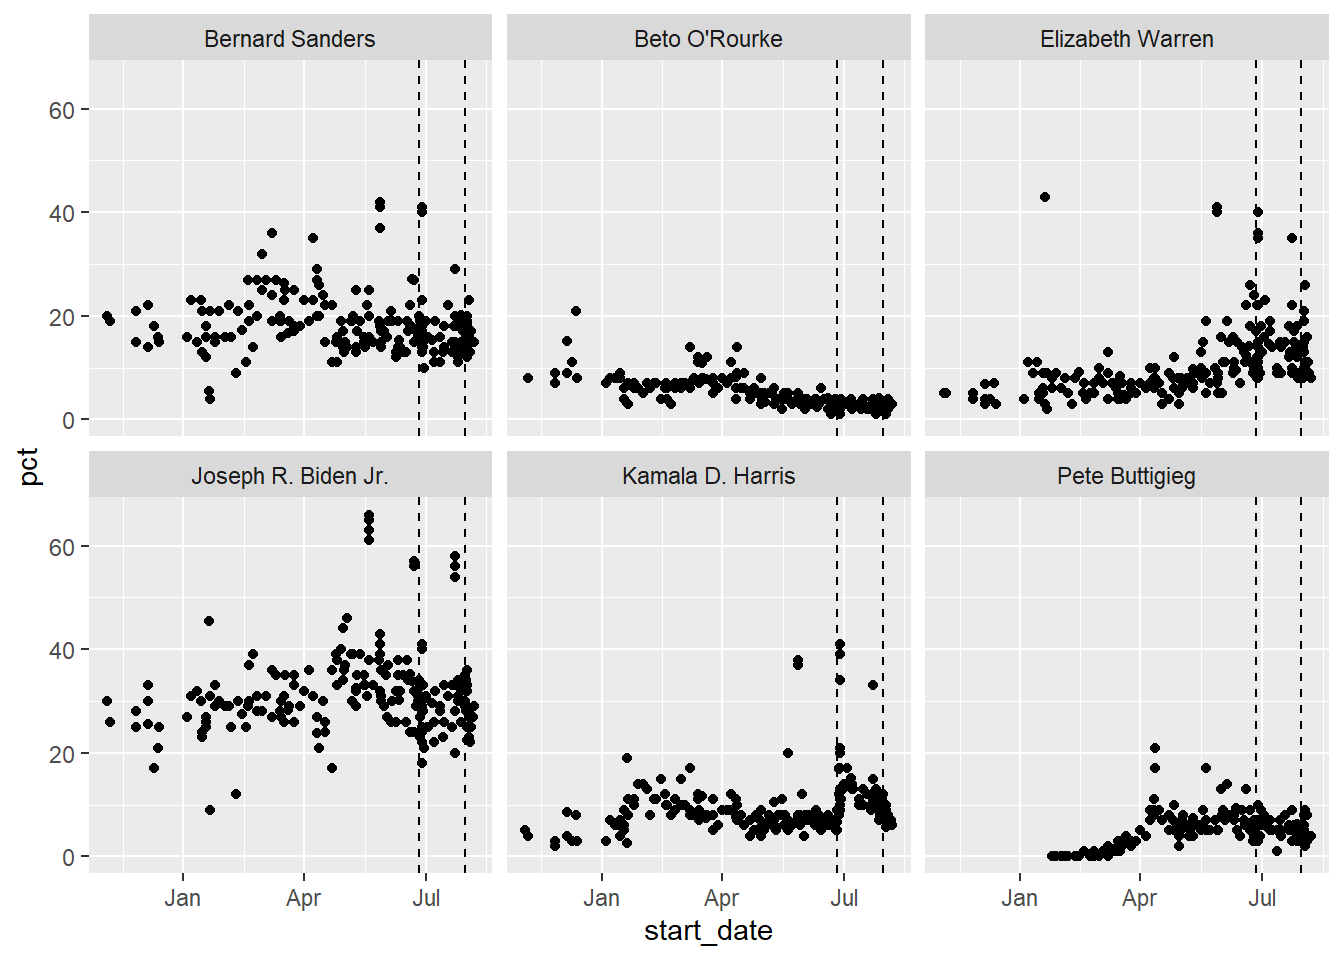 Bernard Sanders
Beto O'Rourke
Elizabeth Warren
60
40
20
0
Joseph R. Biden Jr.
Kamala D. Harris
Pete Buttigieg
60
40
20
0
pct
Jan Apr Jul
Jan Apr Jul
Jan Apr Jul
start_date